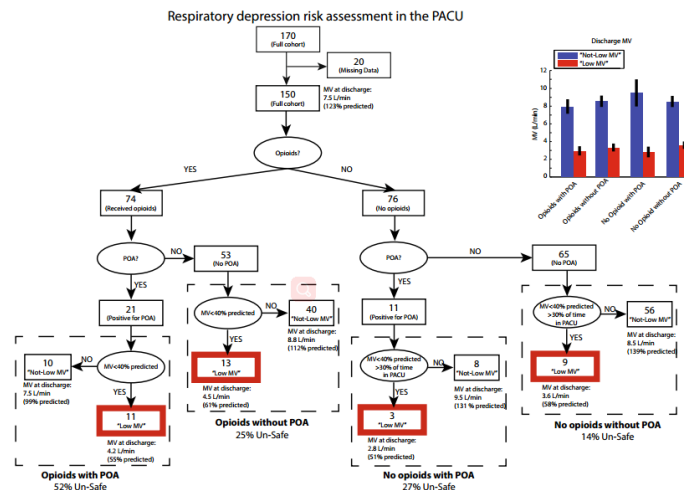 Respiratory depression risk assessment in the PACU
170
(Full cohort)
20
(Missing Data)
150
(Full cohort)
MV at discharge:
7.5 L/min
(123% predicted)
Opioids?
YES
NO
74
(Received opioids)
76
(No opioids)
POA?
NO
53
(No POA)
YES
21
(Positive for POA)
MV<40% predicted
NO
40
"Not-Low MV"
MV at discharge:
8.8 L/min
(112% predicted)
YES
13
"Low MV"
MV at discharge:
4.5 L/min
(61% predicted)
Opioids without POA
25% Un-Safe
MV<40% predicted
NO
10
"Not-Low MV"
MV at discharge:
7.5 L/min
(99% predicted)
YES
11
"Low MV"
MV at discharge:
4.2 L/min
(55% predicted)
Opioids with POA
52% Un-Safe
POA?
NO
65
(No POA)
YES
11
(Positive for POA)
MV<40% predicted
>30% of time
in PACU
NO
56
"Not-Low MV"
MV at discharge:
8.5 L/min
(139% predicted)
YES
9
"Low MV"
MV at discharge:
3.6 L/min
(58% predicted)
No opioids without POA
14% Un-Safe
MV<40% predicted
>30% of time
in PACU
NO
8
"Not-Low MV"
MV at discharge:
9.5 L/min
(131 % predicted)
YES
3
"Low MV"
MV at discharge:
2.8 L/min
(51% predicted)
No opioids with POA
27% Un-Safe
Discharge MV
"Not-Low MV"
"Low MV"
MV (L/min)
12
10
8
6
4
2
0
Opioids with POA
Opioids without POA
No Opioid with POA
No Opioid without POA